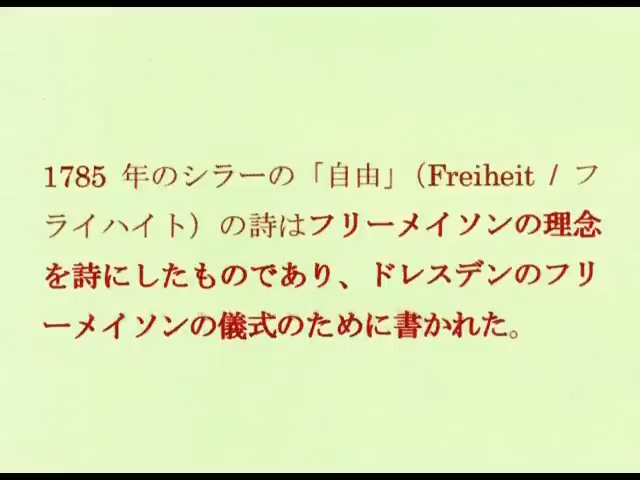 1785 年のシラーの「自由」（Freiheit / フ
ライハイト）の詩はフリーメイソンの理念
を詩にしたものであり、ドレスデンのフリ
ーメイソンの儀式のために書かれた。